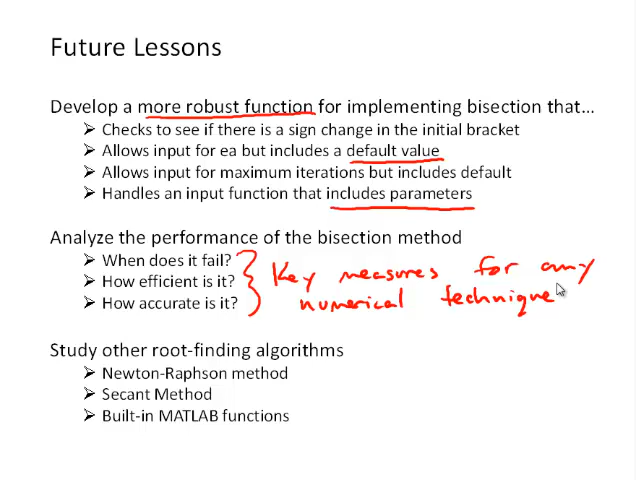 Future Lessons
Develop a more robust function for implementing bisection that…
➢ Checks to see if there is a sign change in the initial bracket
➢ Allows input for ea but includes a default value
➢ Allows input for maximum iterations but includes default
➢ Handles an input function that includes parameters
Analyze the performance of the bisection method
➢ When does it fail?
➢ How efficient is it?
➢ How accurate is it?
Key measures for any
numerical technique
Study other root-finding algorithms
➢ Newton-Raphson method
➢ Secant Method
➢ Built-in MATLAB functions